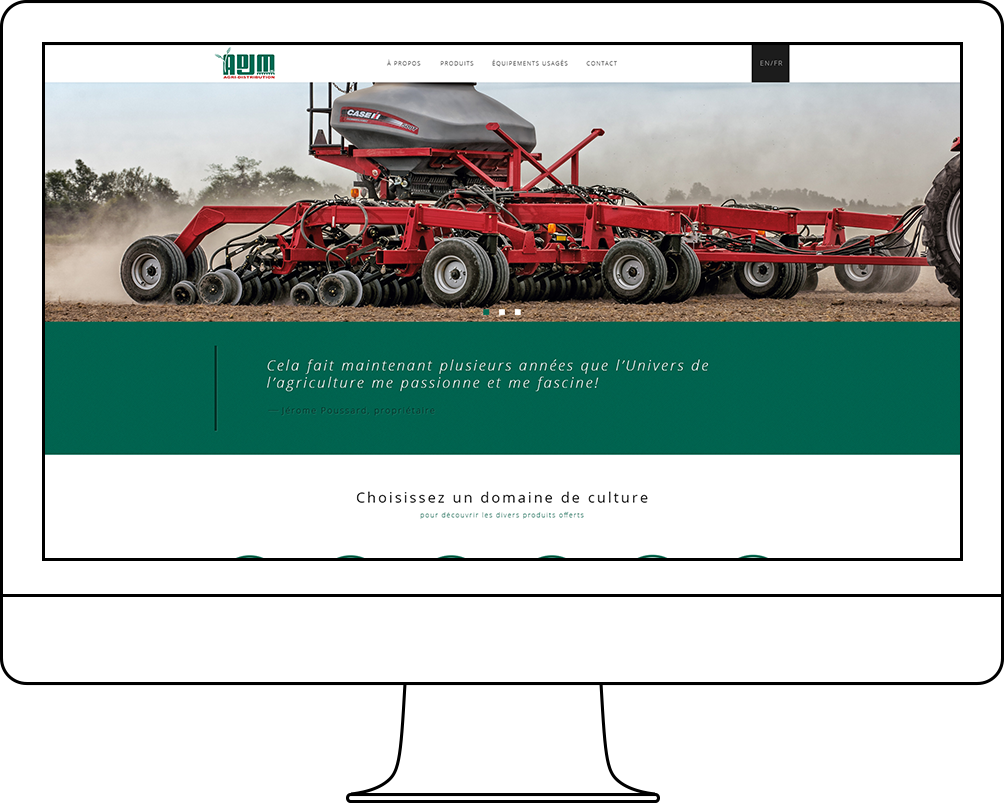 ADJM
AGRI-DISTRIBUTION
À PROPOS
PRODUITS
ÉQUIPEMENTS USAGÉS
CONTACT
EN/FR
CASE IH
Cela fait maintenant plusieurs années que l’Univers de
l’agriculture me passionne et me fascine!
— Jérome Poussard, propriétaire
Choisissez un domaine de culture
pour découvrir les divers produits offerts